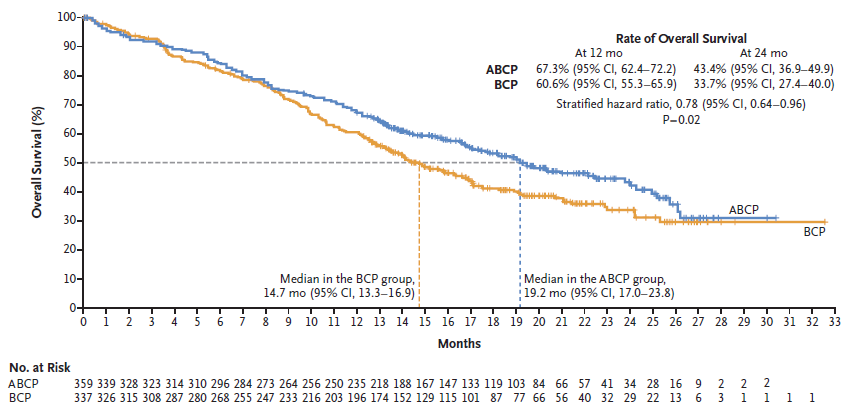 100
90
80
70
60
50
40
30
20
10
0
Overall Survival (%)
Rate of Overall Survival
At 12 mo At 24 mo
ABCP 67.3% (95% CI, 62.4–72.2) 43.4% (95% CI, 36.9–49.9)
BCP 60.6% (95% CI, 55.3–65.9) 33.7% (95% CI, 27.4–40.0)
Stratified hazard ratio, 0.78 (95% CI, 0.64–0.96)
P=0.02
ABCP
BCP
Median in the BCP group,
14.7 mo (95% CI, 13.3–16.9)
Median in the ABCP group,
19.2 mo (95% CI, 17.0–23.8)
0 1 2 3 4 5 6 7 8 9 10 11 12 13 14 15 16 17 18 19 20 21 22 23 24 25 26 27 28 29 30 31 32 33
Months
No. at Risk
ABCP 359 339 328 323 314 310 296 284 273 264 256 250 235 218 188 167 147 133 119 103 84 66 57 41 34 28 16 9 2 2 2
BCP 337 326 315 308 287 280 268 255 247 233 216 203 196 174 152 129 115 101 87 77 66 56 40 32 29 22 13 6 3 1 1 1 1